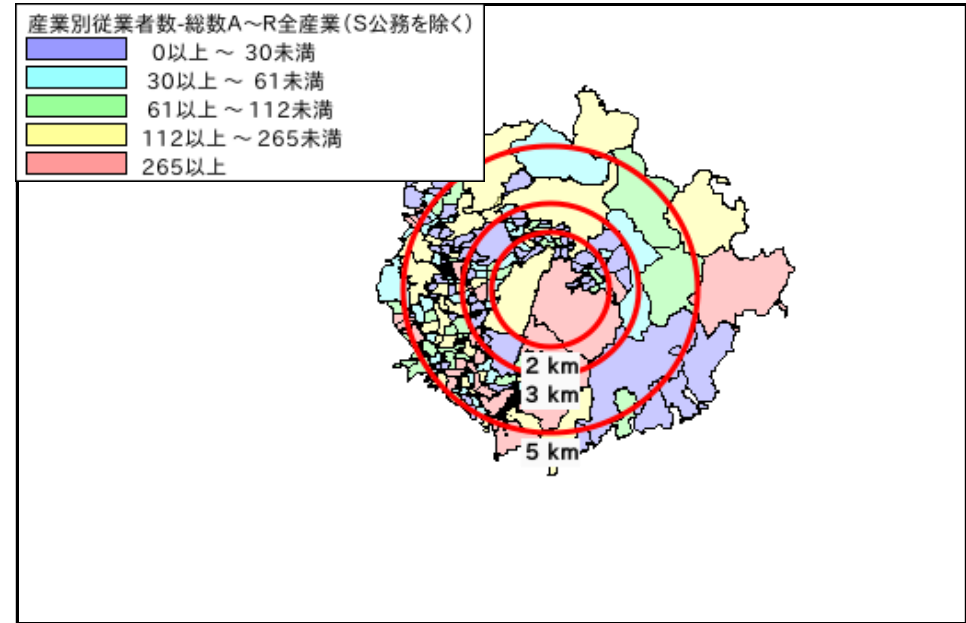 産業別従業者数-総数A～R全産業(S公務を除く)
0以上 ～ 30未満
30以上 ～ 61未満
61以上 ～ 112未満
112以上 ～ 265未満
265以上
2 km
3 km
5 km